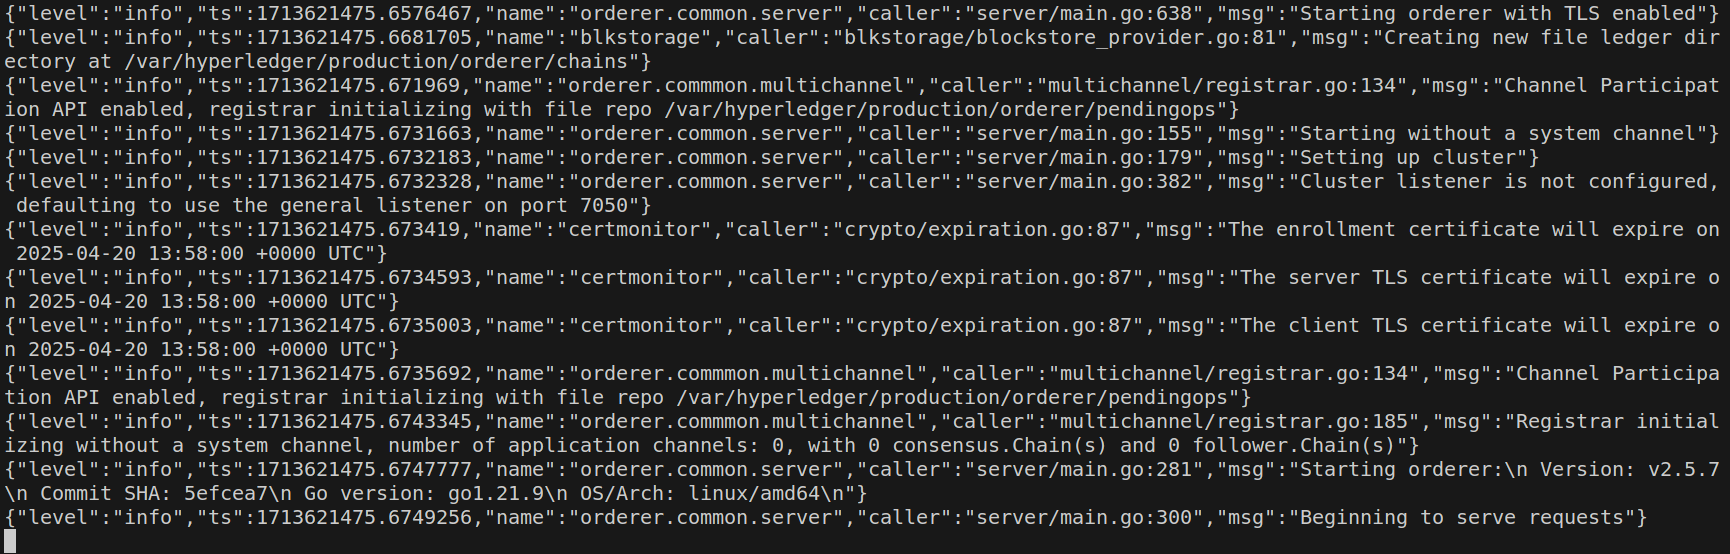 {"level":"info","ts":1713621475.6576467,"name":"orderer.common.server","caller":"server/main.go:638","msg":"Starting orderer with TLS enabled"}
{"level":"info","ts":1713621475.6681705,"name":"blkstorage","caller":"blkstorage/blockstore_provider.go:81","msg":"Creating new file ledger dir
ectory at /var/hyperledger/production/orderer/chains"}
{"level":"info","ts":1713621475.671969,"name":"orderer.commmon.multichannel","caller":"multichannel/registrar.go:134","msg":"Channel Participat
ion API enabled, registrar initializing with file repo /var/hyperledger/production/orderer/pendingops"}
{"level":"info","ts":1713621475.6731663,"name":"orderer.common.server","caller":"server/main.go:155","msg":"Starting without a system channel"}
{"level":"info","ts":1713621475.6732183,"name":"orderer.common.server","caller":"server/main.go:179","msg":"Setting up cluster"}
{"level":"info","ts":1713621475.6732328,"name":"orderer.common.server","caller":"server/main.go:382","msg":"Cluster listener is not configured,
 defaulting to use the general listener on port 7050"}
{"level":"info","ts":1713621475.673419,"name":"certmonitor","caller":"crypto/expiration.go:87","msg":"The enrollment certificate will expire on
 2025-04-20 13:58:00 +0000 UTC"}
{"level":"info","ts":1713621475.6734593,"name":"certmonitor","caller":"crypto/expiration.go:87","msg":"The server TLS certificate will expire o
n 2025-04-20 13:58:00 +0000 UTC"}
{"level":"info","ts":1713621475.6735003,"name":"certmonitor","caller":"crypto/expiration.go:87","msg":"The client TLS certificate will expire o
n 2025-04-20 13:58:00 +0000 UTC"}
{"level":"info","ts":1713621475.6735692,"name":"orderer.commmon.multichannel","caller":"multichannel/registrar.go:134","msg":"Channel Participa
tion API enabled, registrar initializing with file repo /var/hyperledger/production/orderer/pendingops"}
{"level":"info","ts":1713621475.6743345,"name":"orderer.commmon.multichannel","caller":"multichannel/registrar.go:185","msg":"Registrar initial
izing without a system channel, number of application channels: 0, with 0 consensus.Chain(s) and 0 follower.Chain(s)"}
{"level":"info","ts":1713621475.6747777,"name":"orderer.common.server","caller":"server/main.go:281","msg":"Starting orderer:\n Version: v2.5.7
\n Commit SHA: 5efcea7\n Go version: go1.21.9\n OS/Arch: linux/amd64\n"}
{"level":"info","ts":1713621475.6749256,"name":"orderer.common.server","caller":"server/main.go:300","msg":"Beginning to serve requests"}